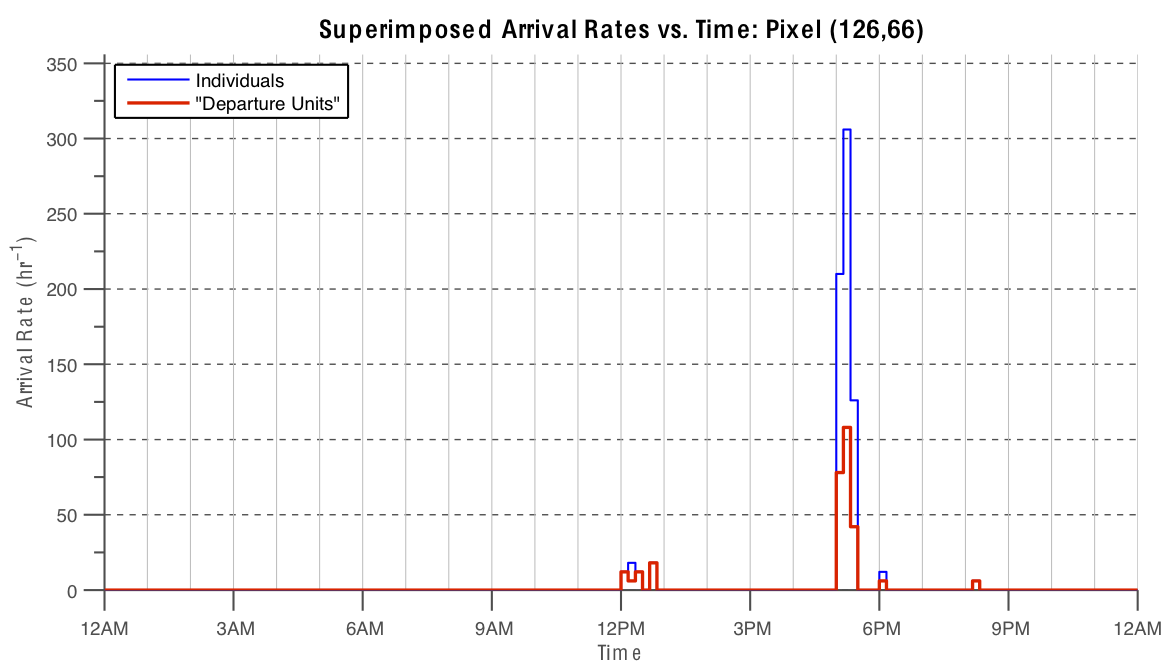 Superimposed Arrival Rates vs. Time: Pixel (126,66)
Individuals
"Departure Units"
350
300
250
200
150
100
50
0
Arrival Rate (hr⁻¹)
12AM 3AM 6AM 9AM 12PM 3PM 6PM 9PM 12AM
Time